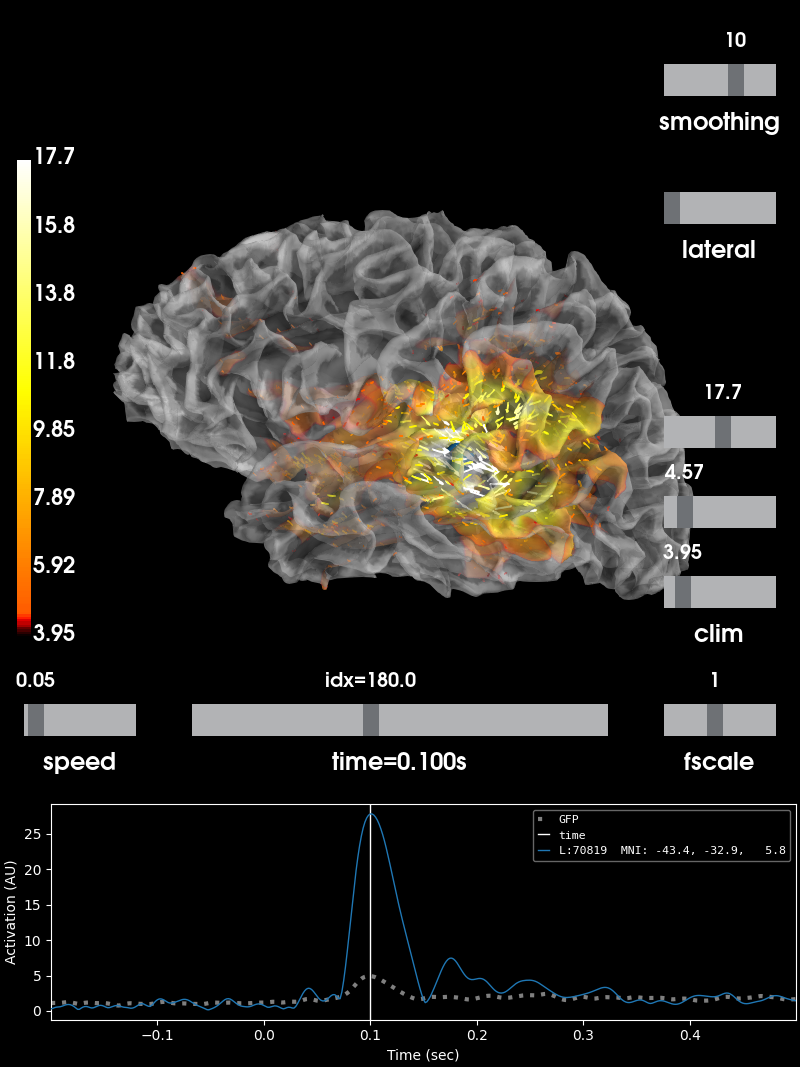 10
smoothing
lateral
17.7
15.8
13.8
11.8
9.85
7.89
5.92
3.95
17.7
4.57
3.95
clim
0.05
speed
idx=180.0
time=0.100s
1
fscale
Activation (AU)
25
20
15
10
5
0
GFP
time
L:70819 MNI: -43.4, -32.9, 5.8
−0.1 0.0 0.1 0.2 0.3 0.4
Time (sec)